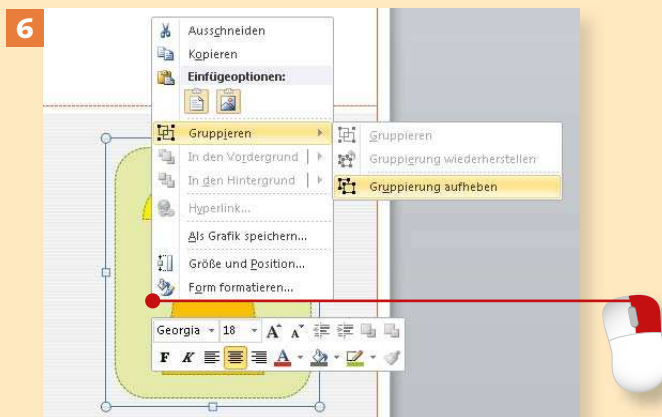 6
Ausschneiden
Kopieren
Einfügeoptionen:
Gruppieren
Gruppieren
In den Vordergrund
Gruppierung wiederherstellen
In den Hintergrund
Gruppierung aufheben
Hyperlink...
Als Grafik speichern...
Größe und Position...
Form formatieren...
Georgia 18 A A
F K A